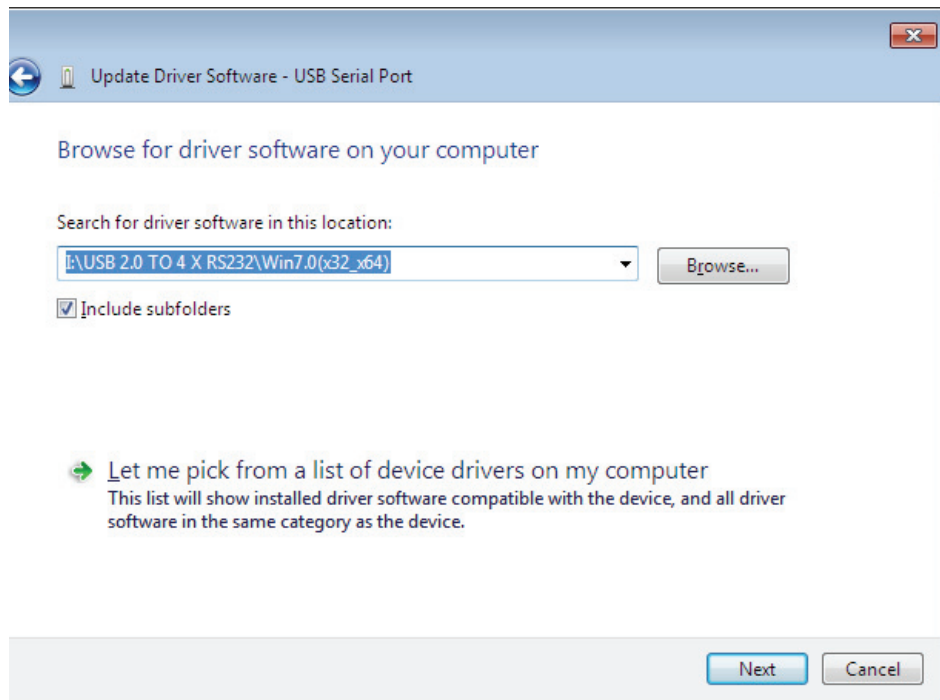 Update Driver Software - USB Serial Port
Browse for driver software on your computer
Search for driver software in this location:
I:\USB 2.0 TO 4 X RS232\Win7.0(x32_x64)
Browse...
Include subfolders
Let me pick from a list of device drivers on my computer
This list will show installed driver software compatible with the device, and all driver
software in the same category as the device.
Next
Cancel